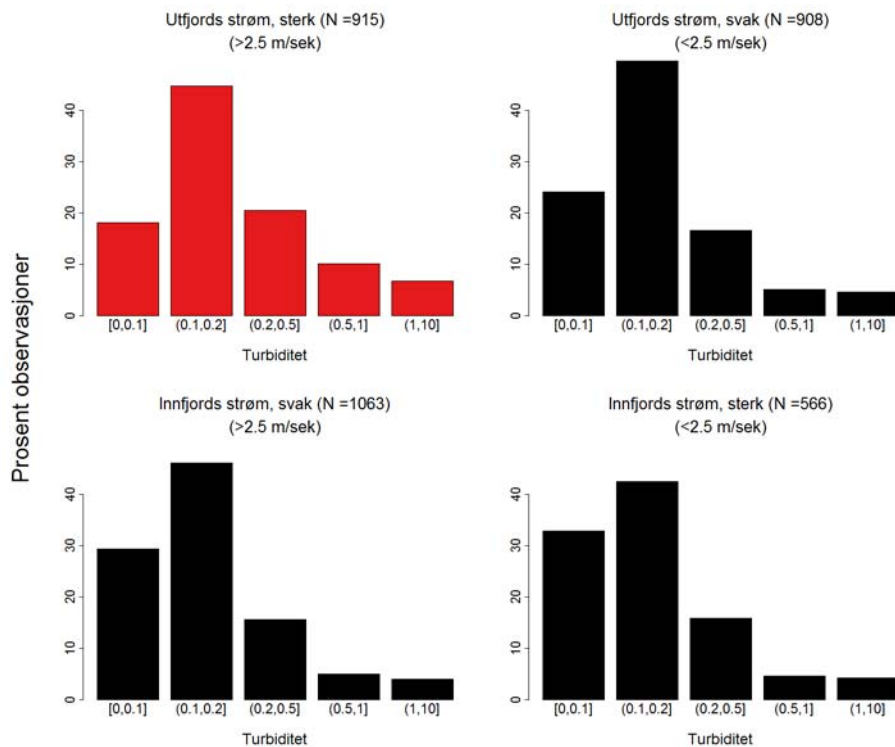 Utfjords strøm, sterk (N =915)
(>2.5 m/sek)
40
30
20
10
0
[0,0.1] (0.1,0.2] (0.2,0.5] (0.5,1] (1,10]
Turbiditet
Utfjords strøm, svak (N =908)
(<2.5 m/sek)
40
30
20
10
0
[0,0.1] (0.1,0.2] (0.2,0.5] (0.5,1] (1,10]
Turbiditet
Prosent observasjoner
Innfjords strøm, svak (N =1063)
(>2.5 m/sek)
40
30
20
10
0
[0,0.1] (0.1,0.2] (0.2,0.5] (0.5,1] (1,10]
Turbiditet
Innfjords strøm, sterk (N =566)
(<2.5 m/sek)
40
30
20
10
0
[0,0.1] (0.1,0.2] (0.2,0.5] (0.5,1] (1,10]
Turbiditet